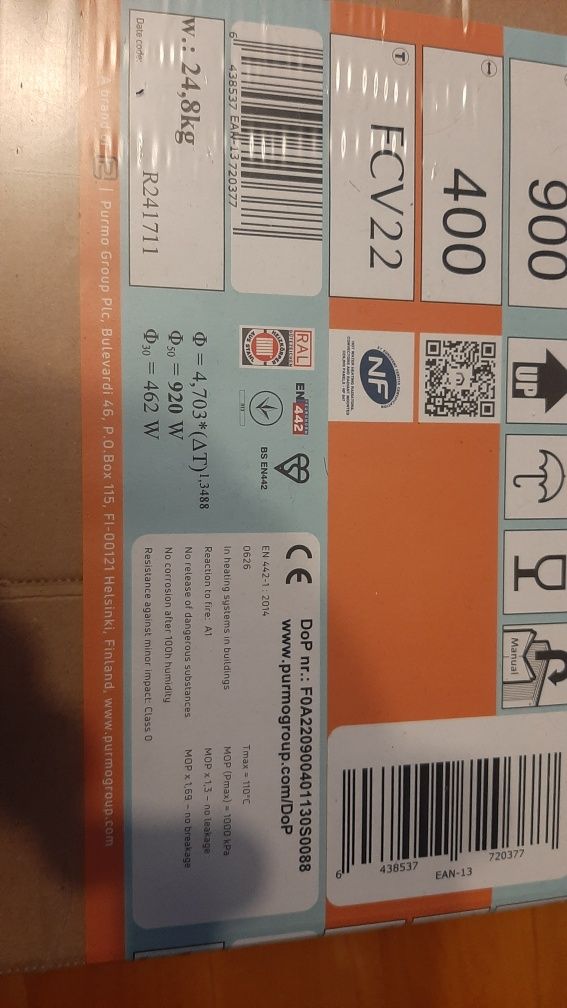 900
400
T
FCV22
6
438537 EAN-13 720377
w.: 24,8kg
Date code:
R241711
UP
Manual
NF
RAL
EN 442
BS EN442
Φ = 4,703*(ΔT)1,3488
Φ50 = 920 W
Φ30 = 462 W
DoP nr.: F0A220900401130S0088
www.purmogroup.com/DoP
CE
EN 442-1 : 2014
0626
In heating systems in buildings
Reaction to fire: A1
No release of dangerous substances
No corrosion after 100h humidity
Resistance against minor impact: Class 0
Tmax = 110°C
MOP (Pmax) = 1000 kPa
MOP x 1,3 – no leakage
MOP x 1,69 – no breakage
6
438537
EAN-13
720377
A brand of
| Purmo Group Plc, Bulevardi 46, P.O.Box 115, FI-00121 Helsinki, Finland, www.purmogroup.com